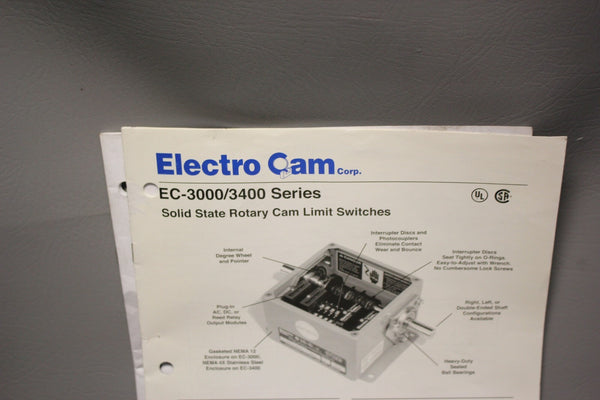 Electro Cam Corp.
EC-3000/3400 Series
UL
SA
Solid State Rotary Cam Limit Switches
Interrupter Discs and
Photocouplers
Eliminate Contact
Wear and Bounce
Internal
Degree Wheel
and Pointer
Interrupter Discs
Seat Tightly on O-Rings.
Easy-to-Adjust with Wrench.
No Cumbersome Lock Screws
Plug-In
A/C, DC, or
Reed Relay
Output Modules
Right, Left, or
Double-Ended Shaft
Configurations
Available
Gasketed NEMA 12
Enclosure on EC-3000,
NEMA 4X Stainless Steel
Enclosure on EC-3400
Heavy-Duty
Sealed
Ball Bearings